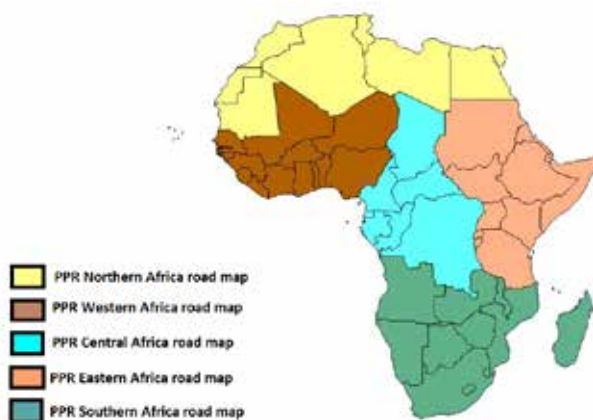 PPR Northern Africa road map
PPR Western Africa road map
PPR Central Africa road map
PPR Eastern Africa road map
PPR Southern Africa road map